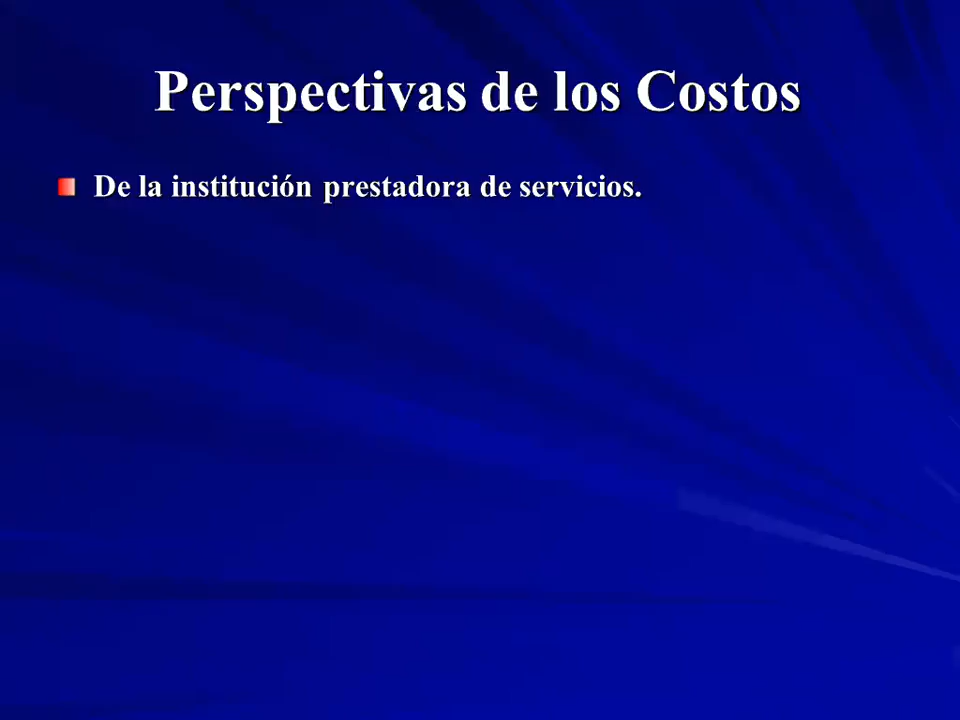 Perspectivas de los Costos
De la institución prestadora de servicios.